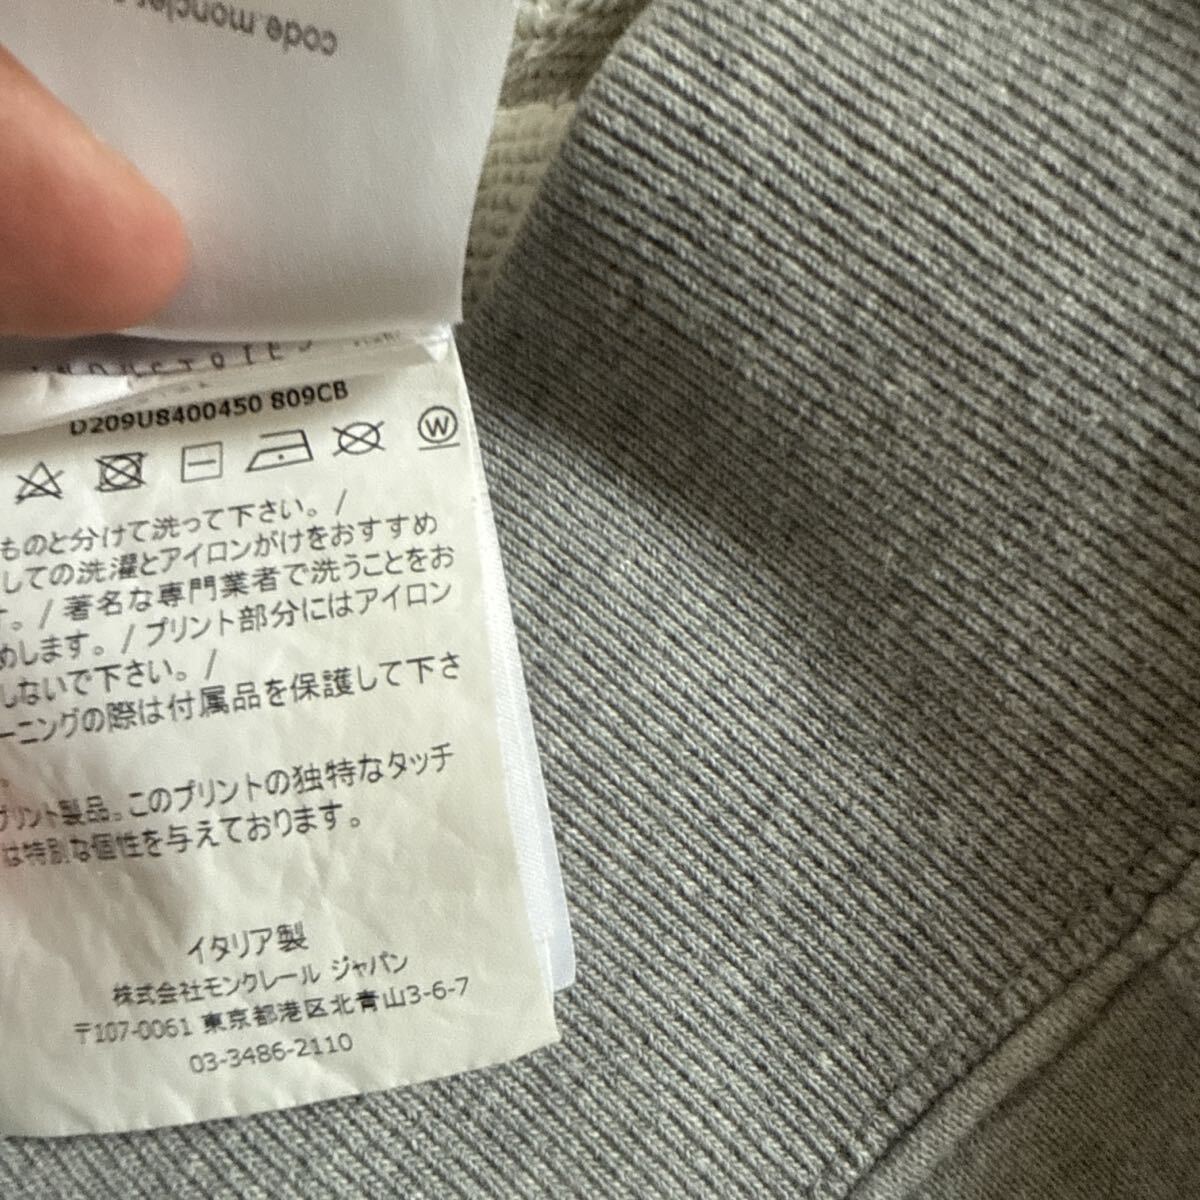 code.moncler
D209U8400450 809CB
W
ものと分けて洗って下さい。/
しての洗濯とアイロンがけをおすすめ
す。/ 著名な専門業者で洗うことをお
めします。/ プリント部分にはアイロン
しないで下さい。/
ーニングの際は付属品を保護して下さ
。
プリント製品。このプリントの独特なタッチ
は特別な個性を与えております。
イタリア製
株式会社モンクレール ジャパン
〒107-0061 東京都港区北青山3-6-7
03-3486-2110